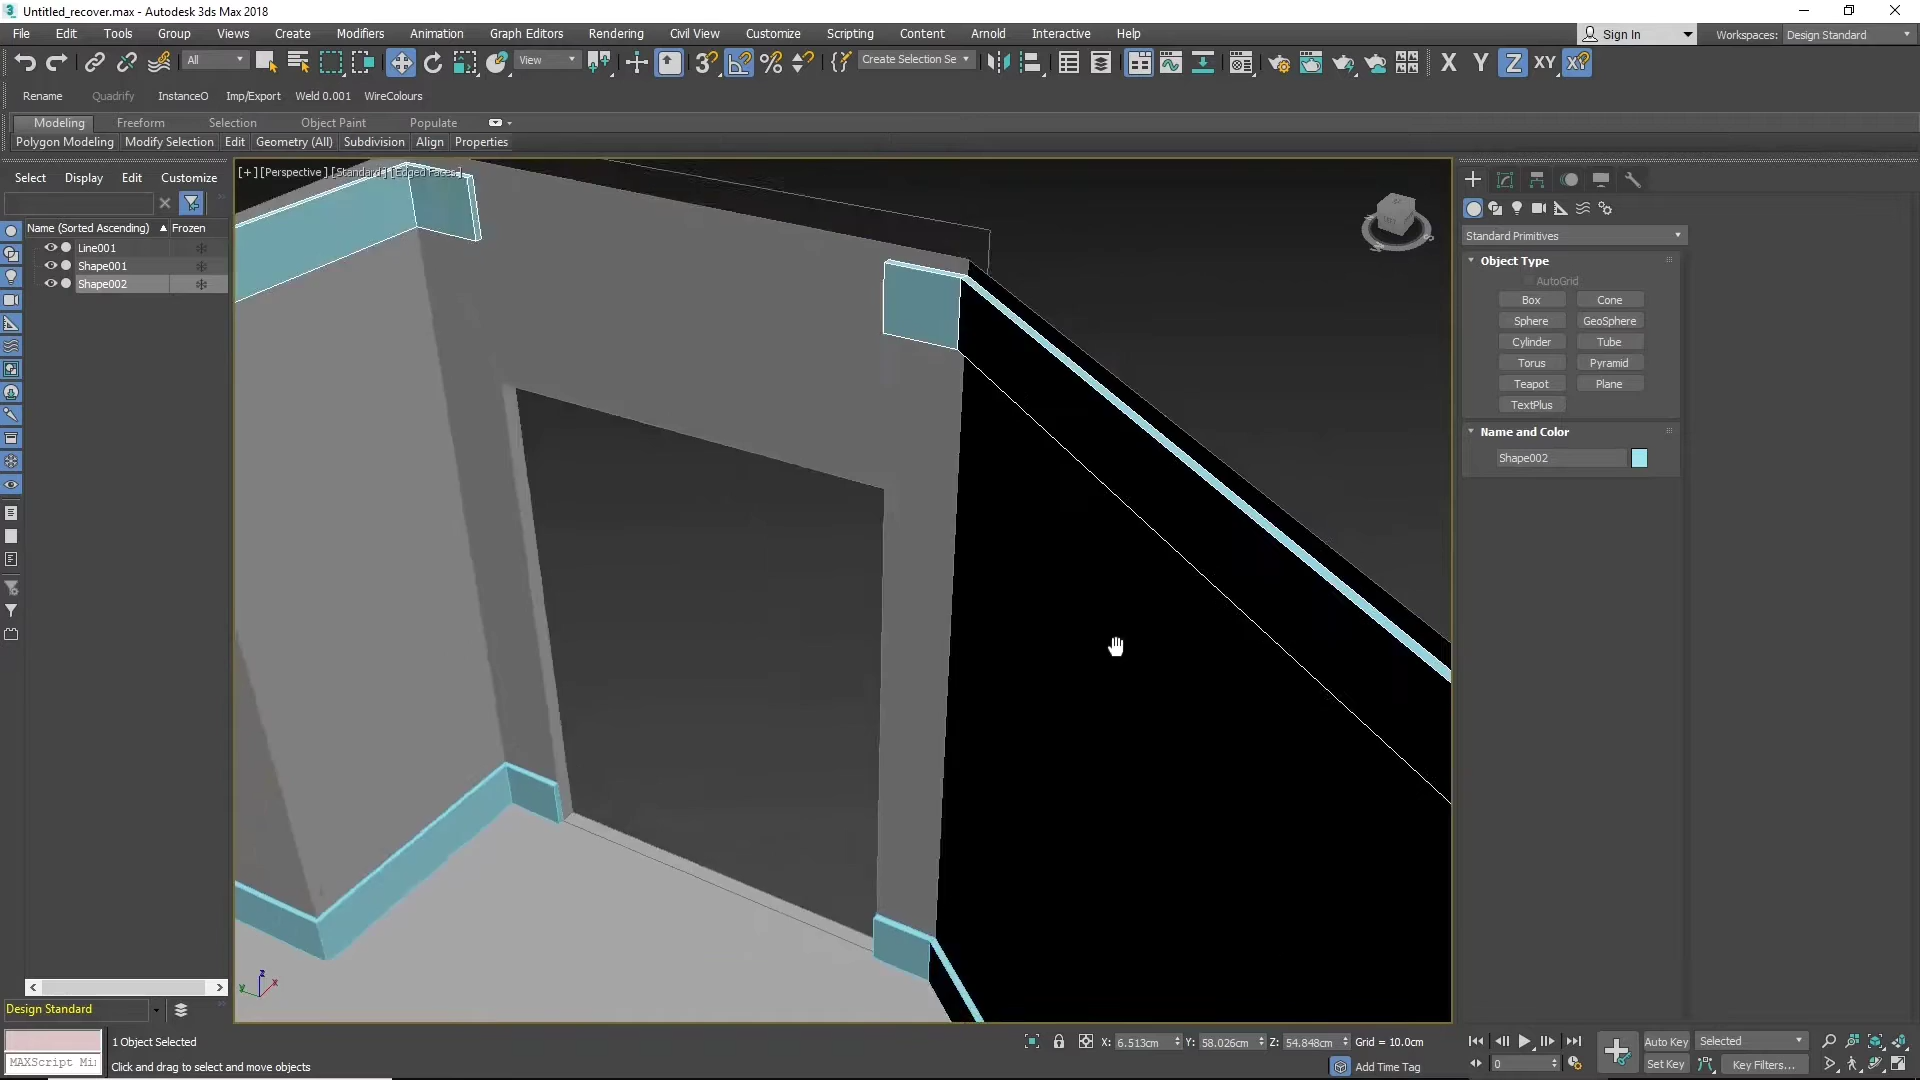 Untitled_recover.max - Autodesk 3ds Max 2018
File Edit Tools Group Views Create Modifiers Animation Graph Editors Rendering Civil View Customize Scripting Content Arnold Interactive Help
Sign In Workspaces: Design Standard
All View Create Selection Se X Y Z XY
Rename Quadrify InstanceO Imp/Export Weld 0.001 WireColours
Modeling Freeform Selection Object Paint Populate
Polygon Modeling Modify Selection Edit Geometry (All) Subdivision Align Properties
Select Display Edit Customize
[+] [Perspective ] [Standard ] [Edged Faces ]
Name (Sorted Ascending) Frozen
Line001
Shape001
Shape002
Standard Primitives
Object Type
AutoGrid
Box Cone
Sphere GeoSphere
Cylinder Tube
Torus Pyramid
Teapot Plane
TextPlus
Name and Color
Shape002
z
y x
Design Standard
1 Object Selected
X: 6.513cm Y: 58.026cm Z: 54.848cm Grid = 10.0cm
Auto Key Selected
MAXScript Mi
Click and drag to select and move objects
Add Time Tag
0
Set Key Key Filters...